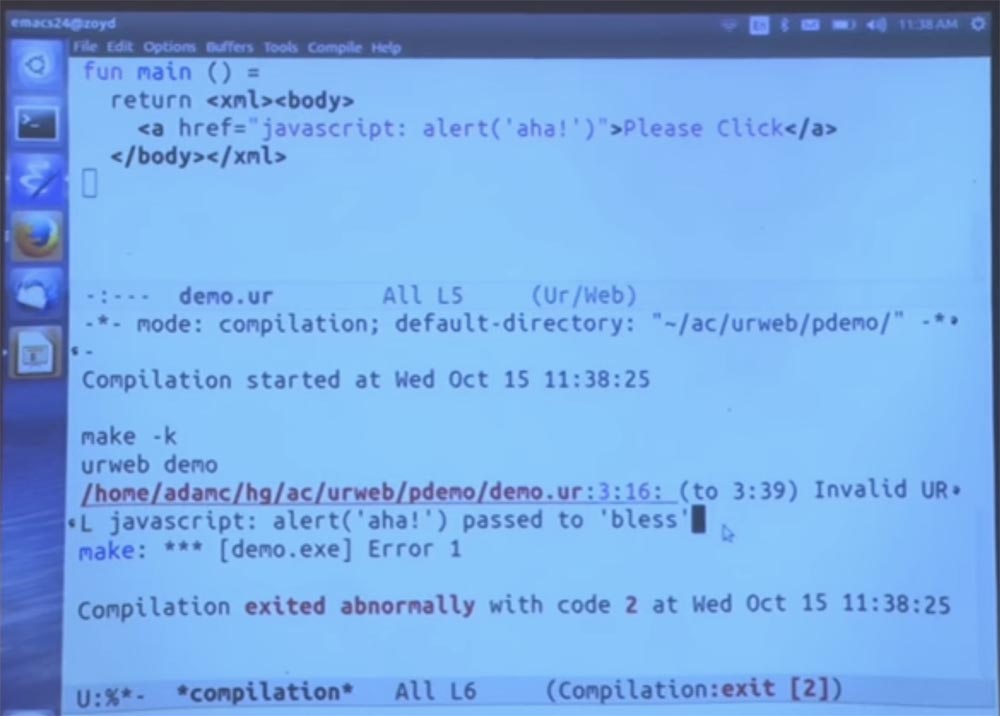 emacs24@zoyd
En
11:38 AM
File Edit Options Buffers Tools Compile Help
fun main () =
return <xml><body>
<a href="javascript: alert('aha!')">Please Click</a>
</body></xml>
-:--- demo.ur All L5 (Ur/Web)
-*- mode: compilation; default-directory: "~/ac/urweb/pdemo/" -*
-
Compilation started at Wed Oct 15 11:38:25
make -k
urweb demo
/home/adamc/hg/ac/urweb/pdemo/demo.ur:3:16: (to 3:39) Invalid UR
L javascript: alert('aha!') passed to 'bless'
make: *** [demo.exe] Error 1
Compilation exited abnormally with code 2 at Wed Oct 15 11:38:25
U:%*- *compilation* All L6 (Compilation:exit [2])